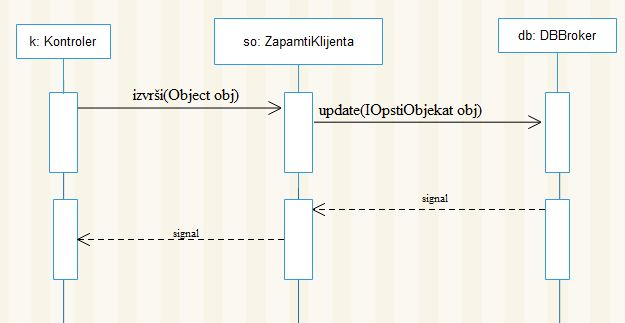 k: Kontroler
so: ZapamtiKlijenta
db: DBBroker
izvrši(Object obj)
update(IOpstiObjekat obj)
signal
signal